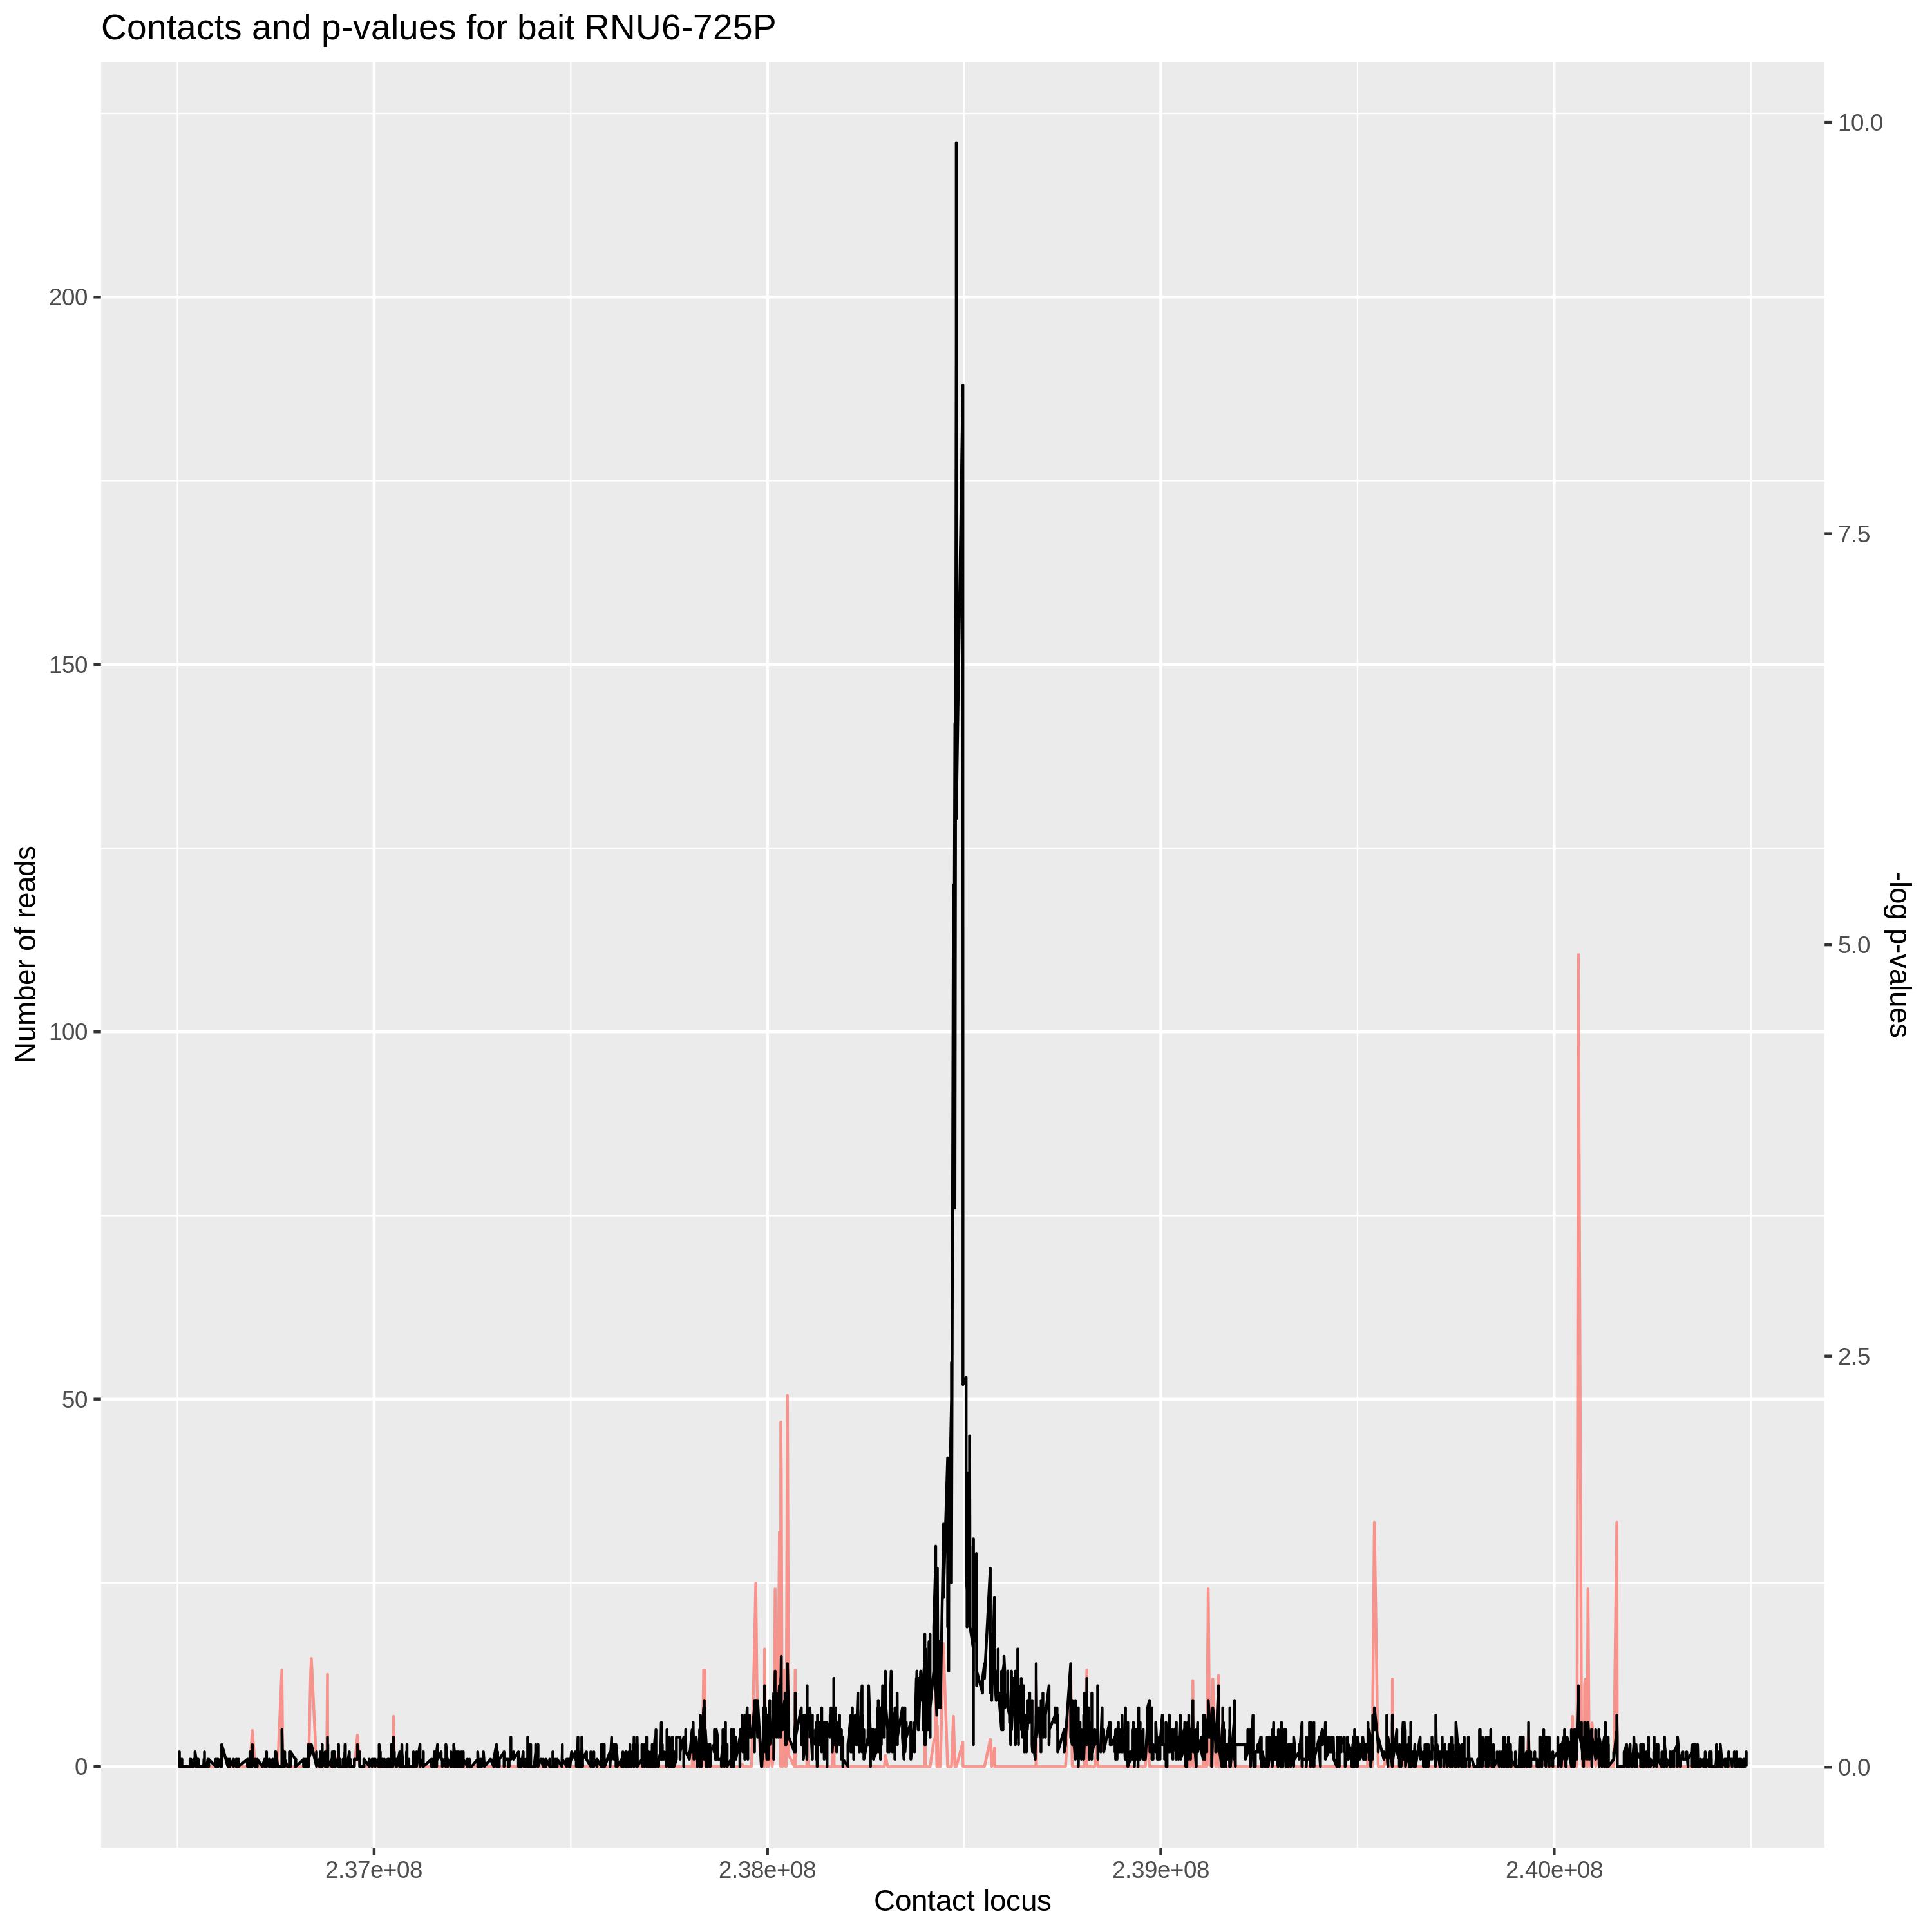 Contacts and p-values for bait RNU6-725P
10.0
200
7.5
150
Number of reads
-log p-values
5.0
100
2.5
50
0
0.0
2.37e+08
2.38e+08
2.39e+08
2.40e+08
Contact locus